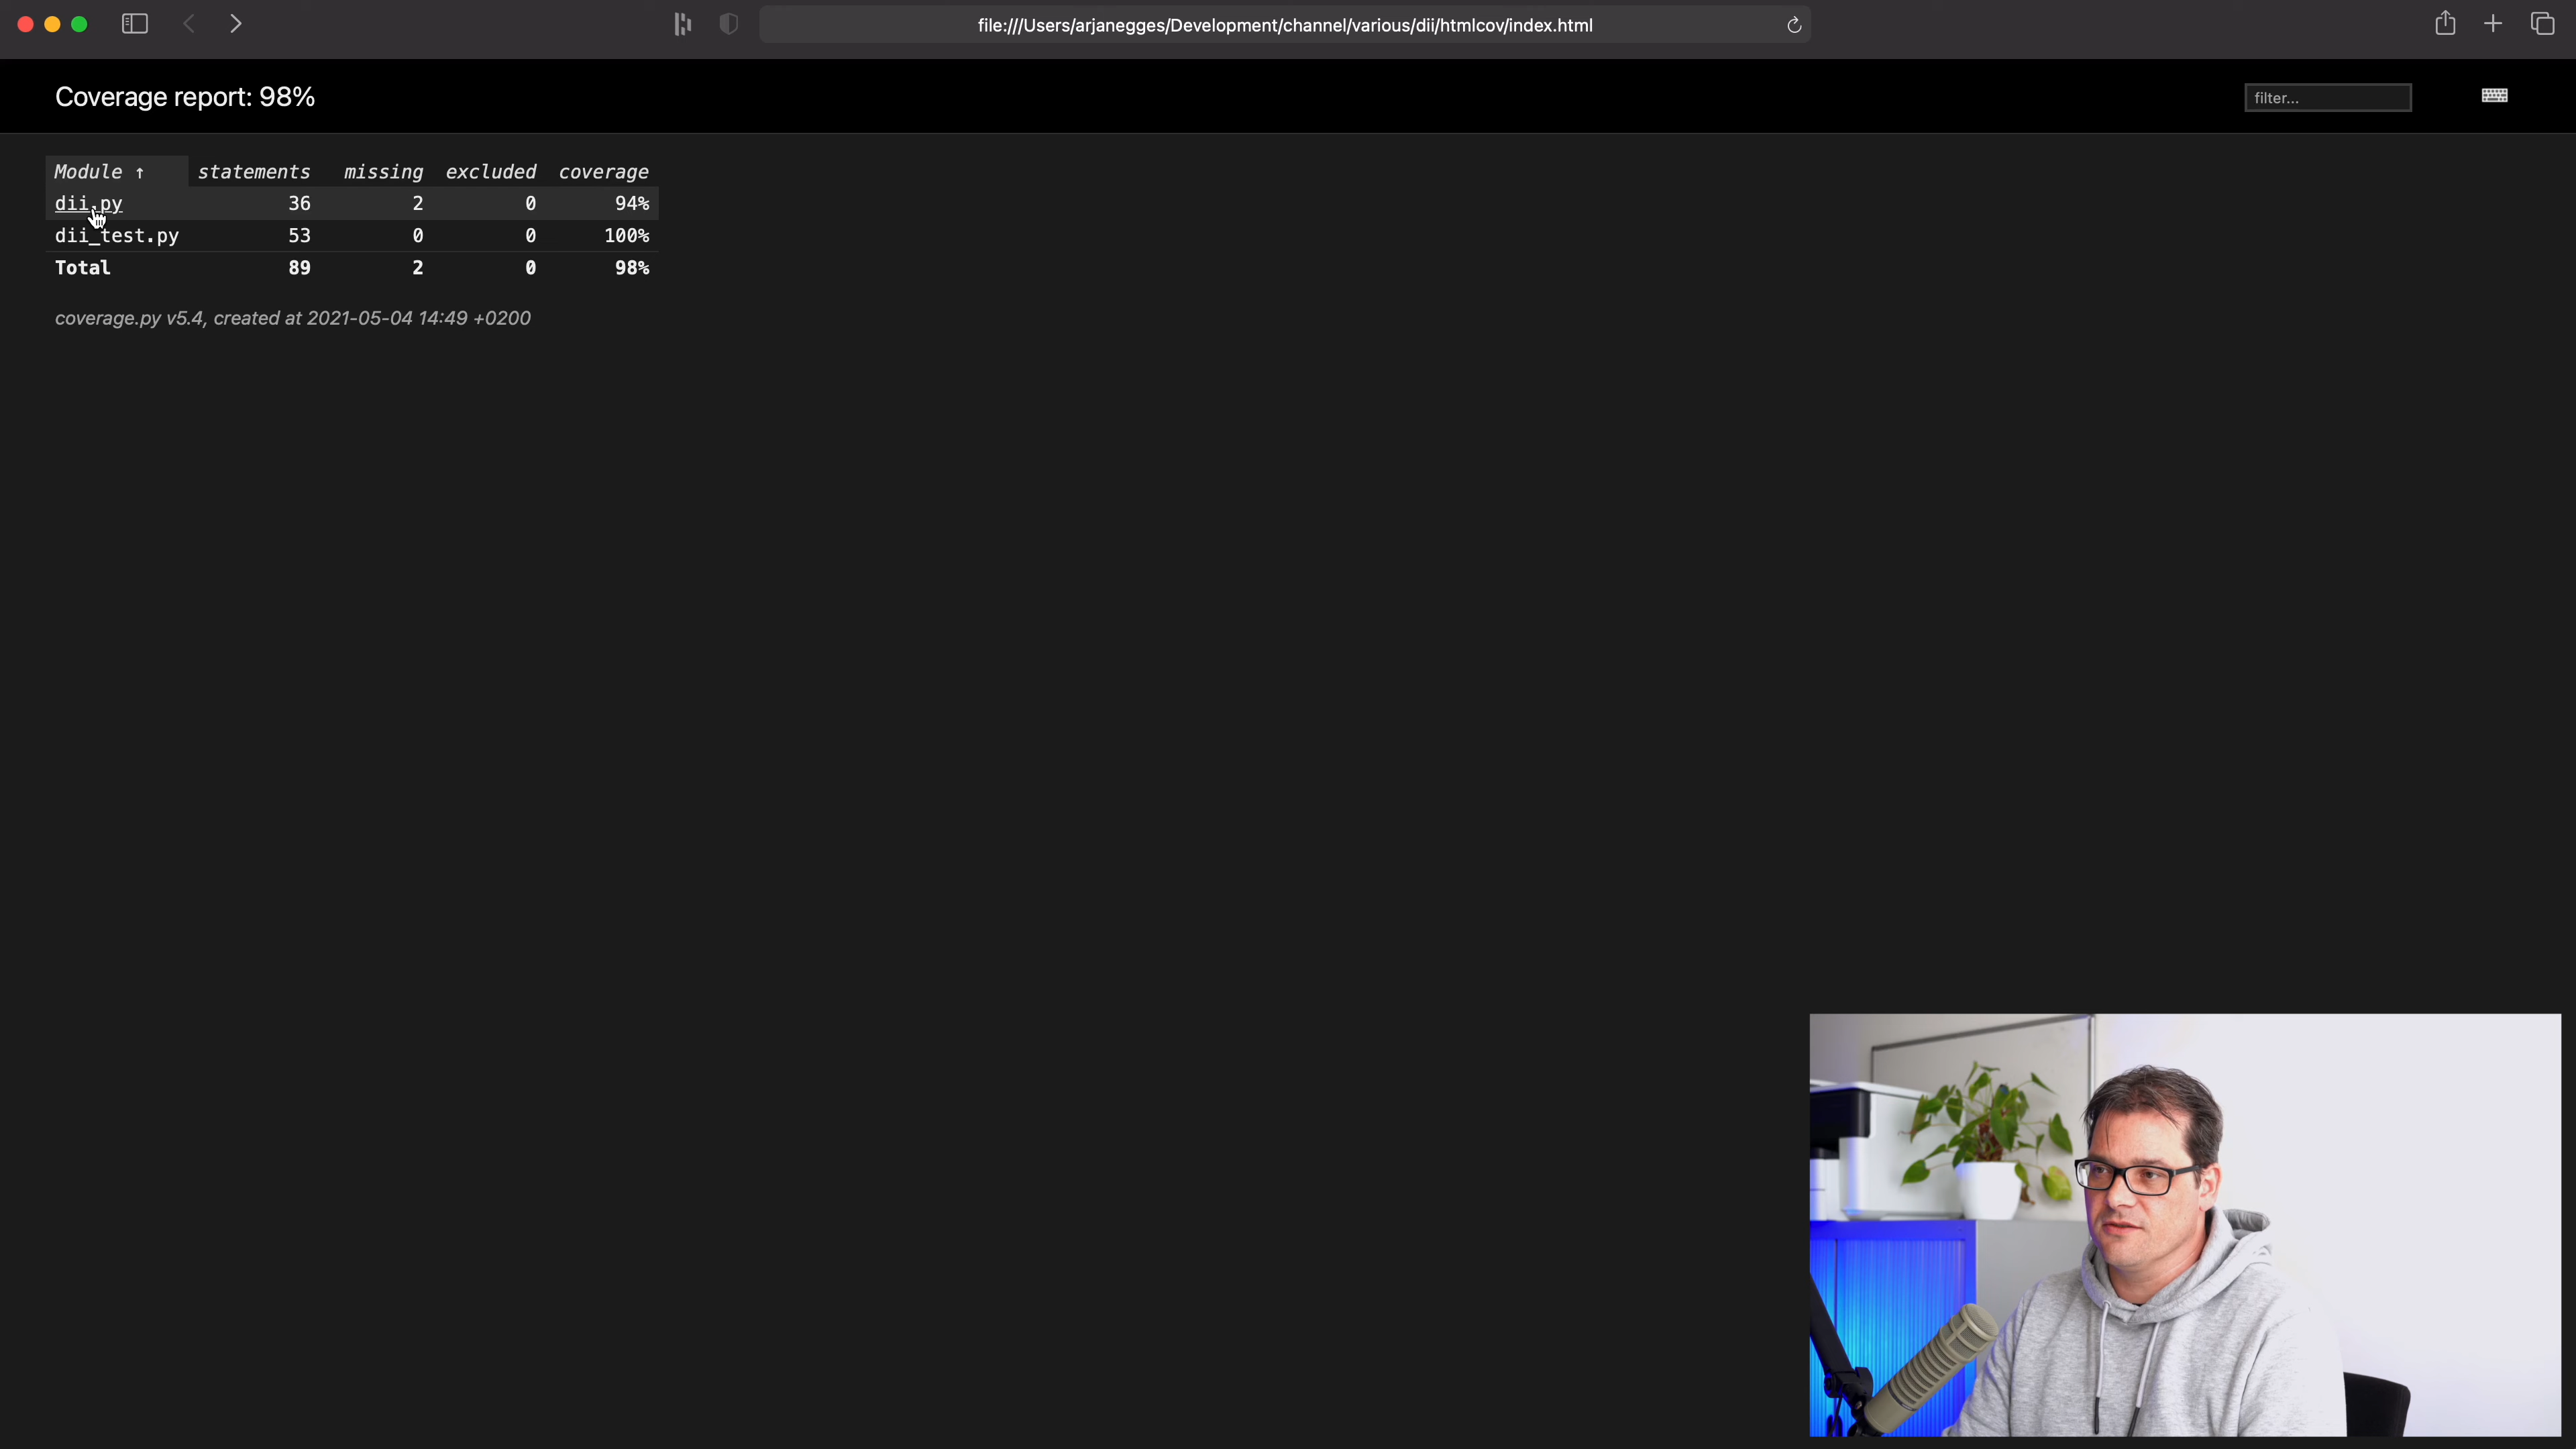 file:///Users/arjanegges/Development/channel/various/dii/htmlcov/index.html
Coverage report: 98%
filter...
Module ↑ statements missing excluded coverage
dii.py 36 2 0 94%
dii_test.py 53 0 0 100%
Total 89 2 0 98%
coverage.py v5.4, created at 2021-05-04 14:49 +0200